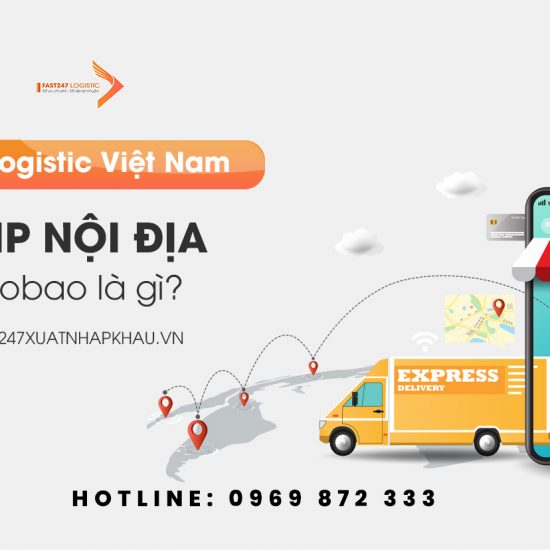 FAST247 LOGISTIC
ogistic Việt Nam
IP NỘI ĐỊA
obao là gì?
247XUATNHAPKHAU.VN
EXPRESS
DELIVERY
HOTLINE: 0969 872 333